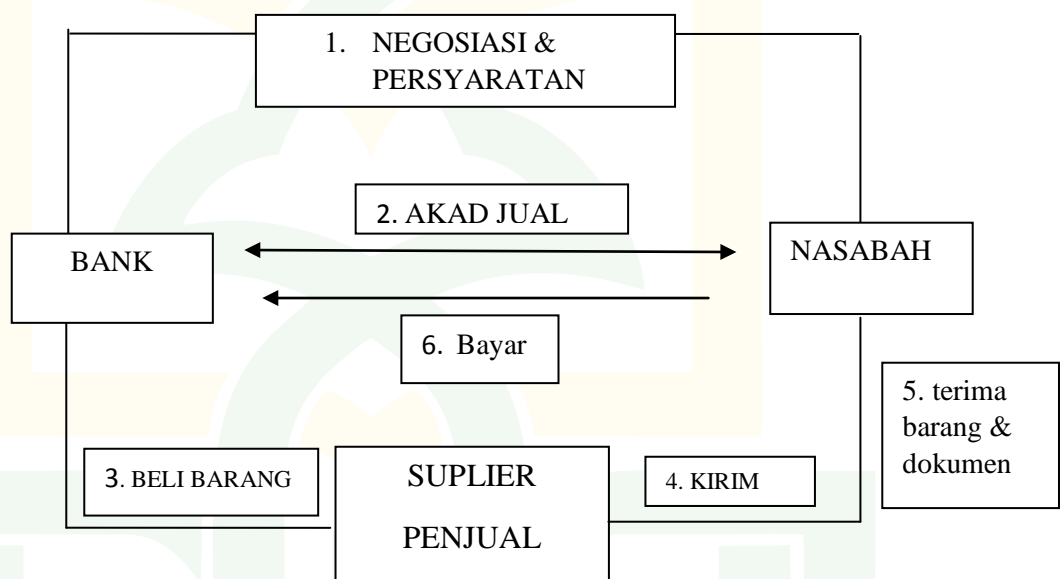 1. NEGOSIASI &
PERSYARATAN
2. AKAD JUAL
BANK
NASABAH
6. Bayar
5. terima
barang &
dokumen
3. BELI BARANG
SUPLIER
PENJUAL
4. KIRIM